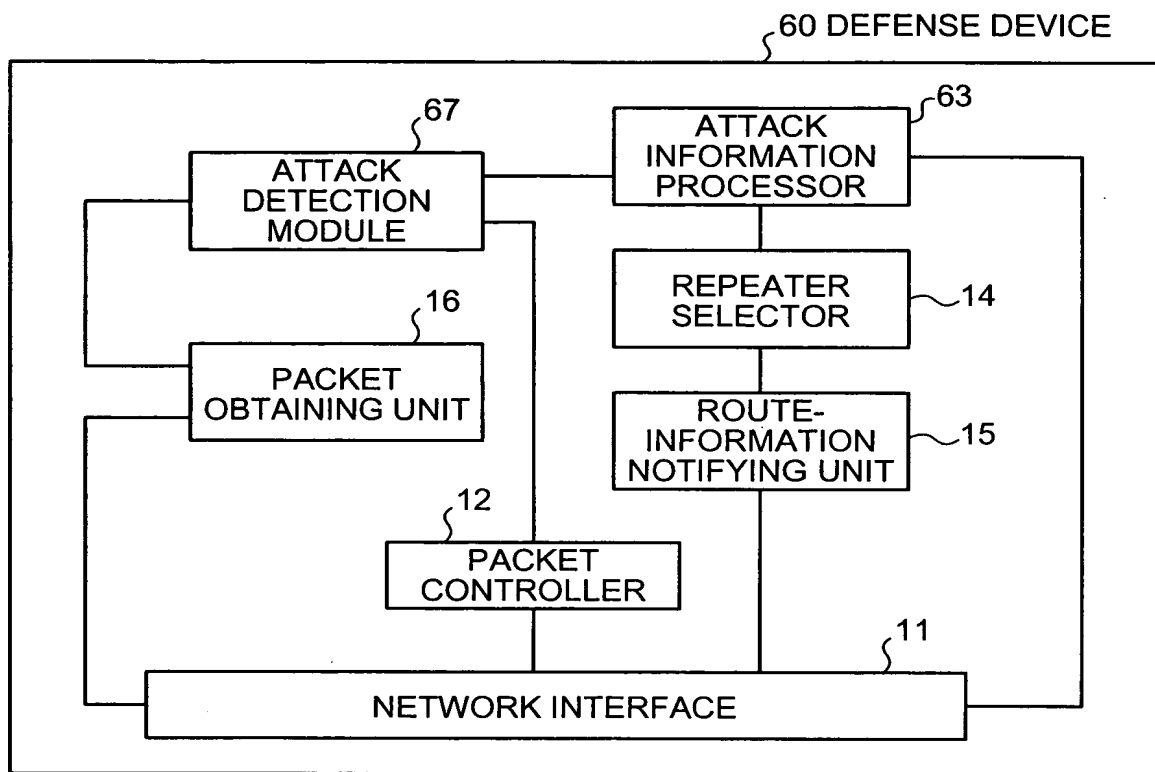 60 DEFENSE DEVICE
63
67
ATTACK
INFORMATION
PROCESSOR
ATTACK
DETECTION
MODULE
REPEATER
SELECTOR
14
16
PACKET
OBTAINING UNIT
ROUTE-
INFORMATION
NOTIFYING UNIT
15
12
PACKET
CONTROLLER
11
NETWORK INTERFACE